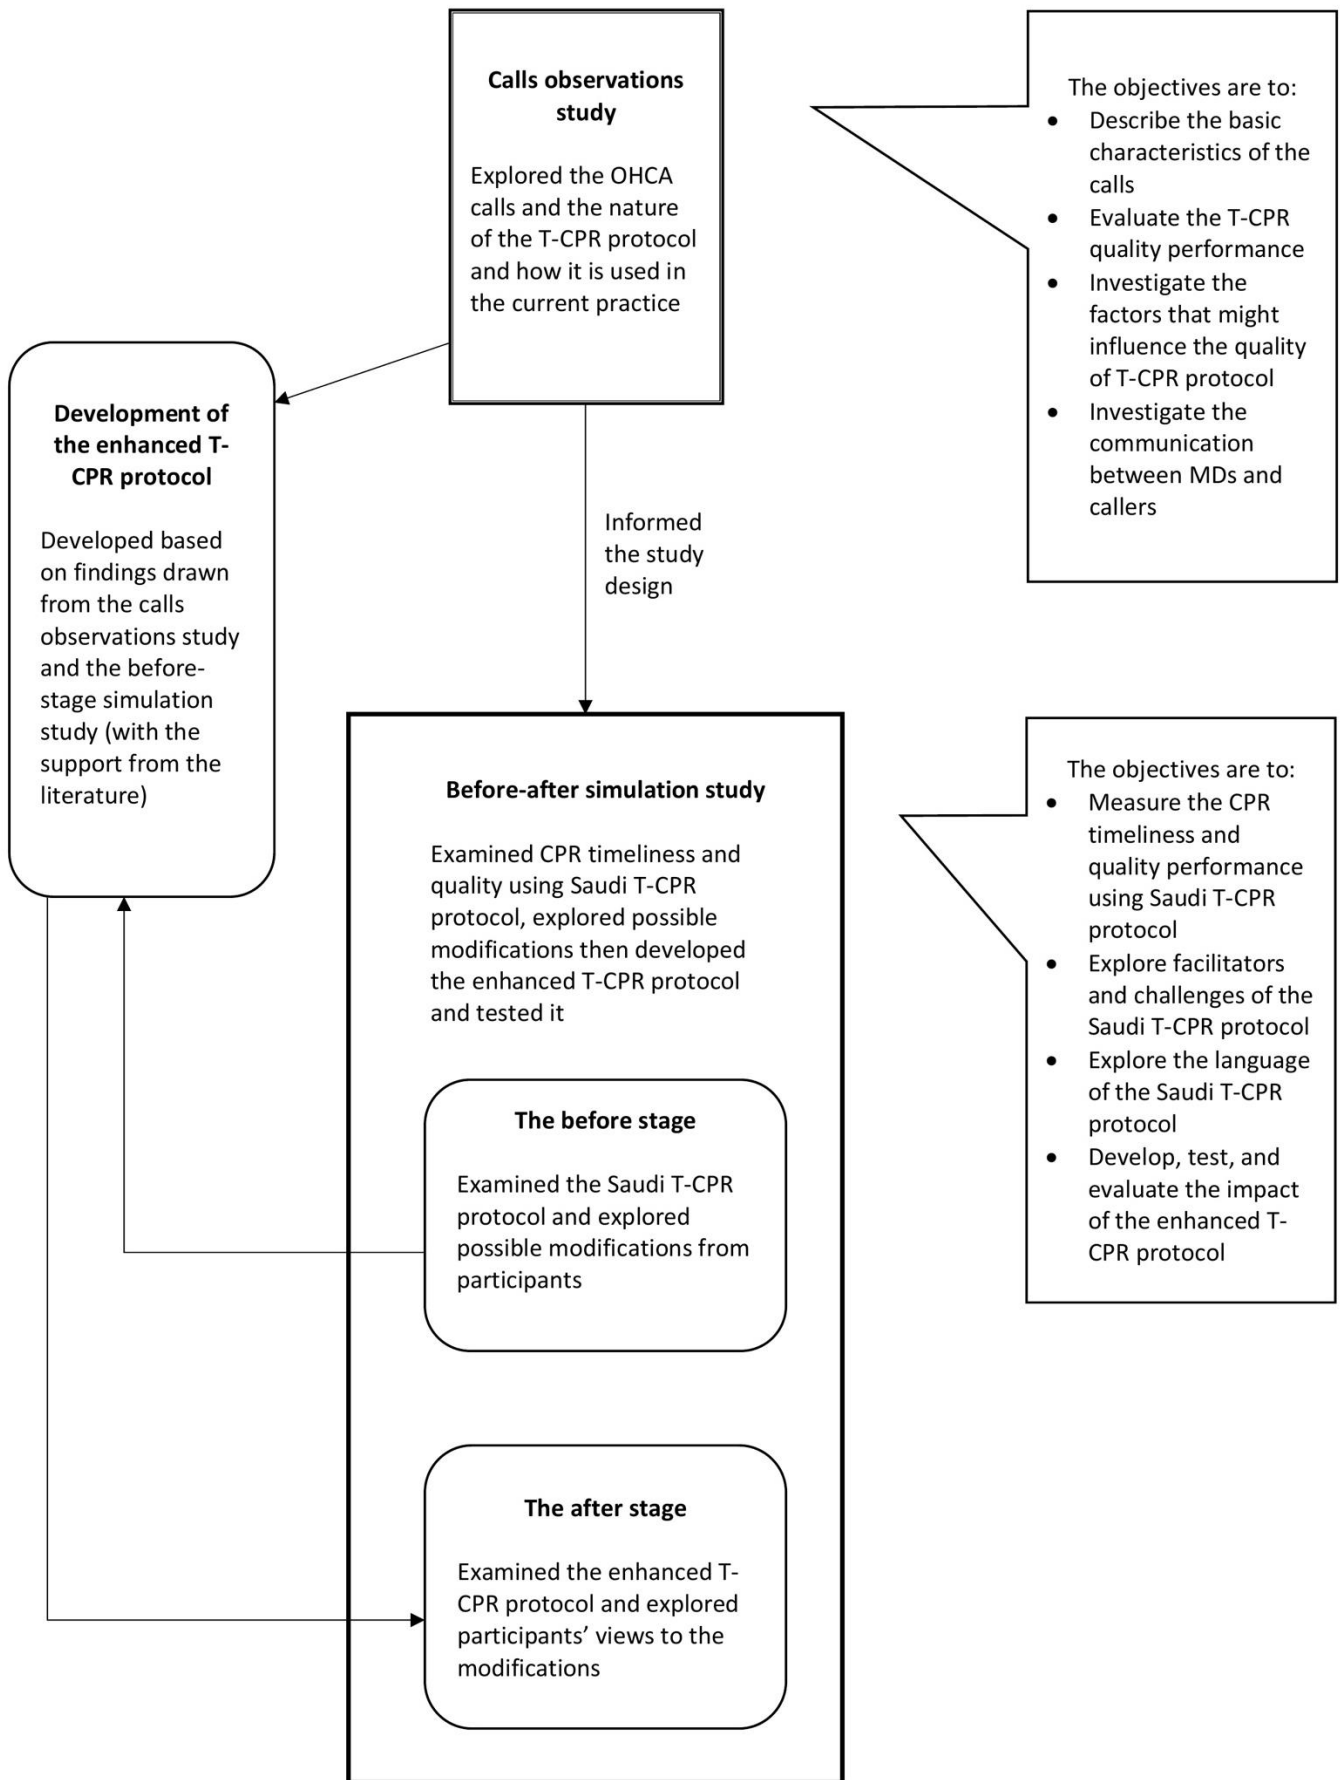 Calls observations
study
Explored the OHCA
calls and the nature
of the T-CPR protocol
and how it is used in
the current practice
The objectives are to:
• Describe the basic
characteristics of the
calls
• Evaluate the T-CPR
quality performance
• Investigate the
factors that might
influence the quality
of T-CPR protocol
• Investigate the
communication
between MDs and
callers
Development of
the enhanced T-
CPR protocol
Developed based
on findings drawn
from the calls
observations study
and the before-
stage simulation
study (with the
support from the
literature)
Informed
the study
design
Before-after simulation study
Examined CPR timeliness and
quality using Saudi T-CPR
protocol, explored possible
modifications then developed
the enhanced T-CPR protocol
and tested it
The objectives are to:
• Measure the CPR
timeliness and
quality performance
using Saudi T-CPR
protocol
• Explore facilitators
and challenges of the
Saudi T-CPR protocol
• Explore the language
of the Saudi T-CPR
protocol
• Develop, test, and
evaluate the impact
of the enhanced T-
CPR protocol
The before stage
Examined the Saudi T-CPR
protocol and explored
possible modifications from
participants
The after stage
Examined the enhanced T-
CPR protocol and explored
participants’ views to the
modifications